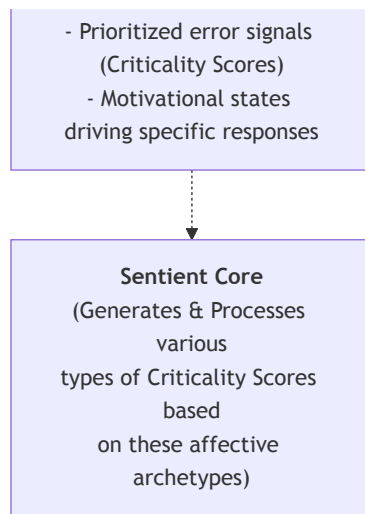 - Prioritized error signals
(Criticality Scores)
- Motivational states
driving specific responses
Sentient Core
(Generates & Processes
various
types of Criticality Scores
based
on these affective
archetypes)